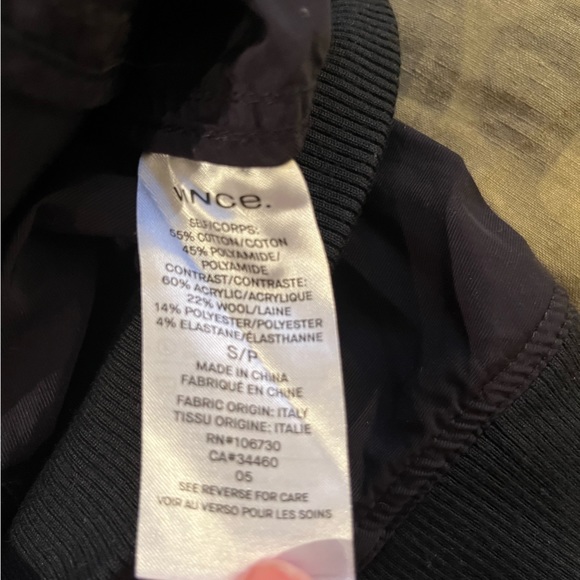 VINCE.
SELF/CORPS:
55% COTTON/COTON
45% POLYAMIDE/
POLYAMIDE
CONTRAST/CONTRASTE:
60% ACRYLIC/ACRYLIQUE
22% WOOL/LAINE
14% POLYESTER/POLYESTER
4% ELASTANE/ÉLASTHANNE
S/P
MADE IN CHINA
FABRIQUÉ EN CHINE
FABRIC ORIGIN: ITALY
TISSU ORIGINE: ITALIE
RN#106730
CA#34460
05
SEE REVERSE FOR CARE
VOIR AU VERSO POUR LES SOINS